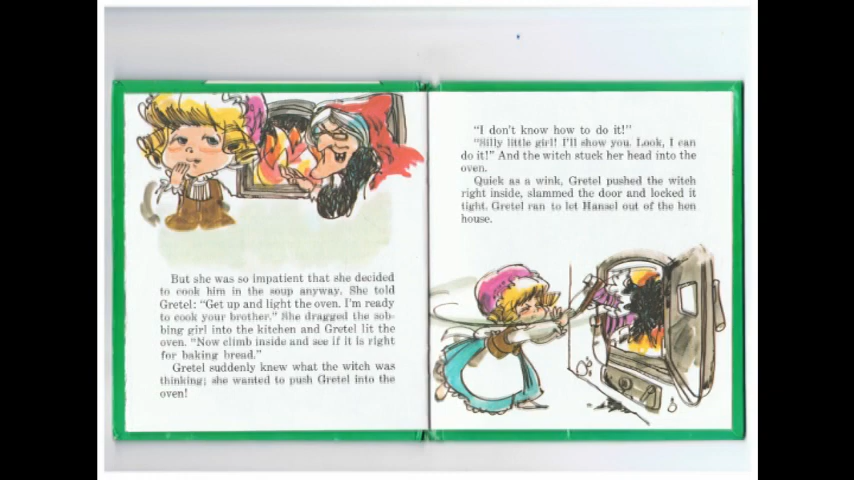 But she was so impatient that she decided
to cook him in the soup anyway. She told
Gretel: "Get up and light the oven. I'm ready
to cook your brother." She dragged the sob-
bing girl into the kitchen and Gretel lit the
oven. "Now climb inside and see if it is right
for baking bread."
Gretel suddenly knew what the witch was
thinking; she wanted to push Gretel into the
oven!
"I don't know how to do it!"
"Silly little girl! I'll show you. Look, I can
do it!" And the witch stuck her head into the
oven.
Quick as a wink, Gretel pushed the witch
right inside, slammed the door and locked it
tight. Gretel ran to let Hansel out of the hen
house.